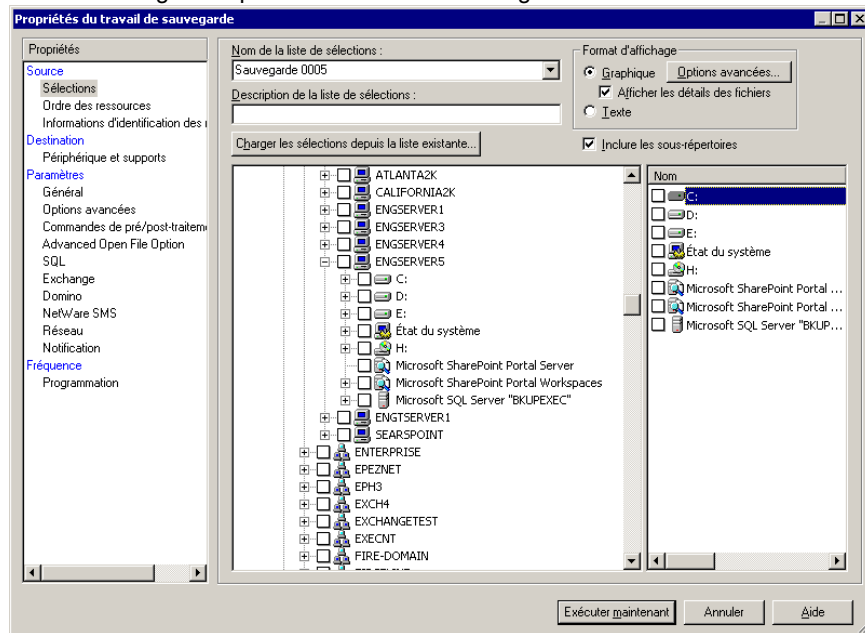 Propriétés du travail de sauvegarde
Propriétés
Source
Sélections
Ordre des ressources
Informations d'identification des
Destination
Périphérique et supports
Paramètres
Général
Options avancées
Commandes de pré/post-traitem
Advanced Open File Option
SQL
Exchange
Domino
NetWare SMS
Réseau
Notification
Fréquence
Programmation
Nom de la liste de sélections :
Sauvegarde 0005
Description de la liste de sélections :
Charger les sélections depuis la liste existante...
Format d'affichage
Graphique
Options avancées...
Afficher les détails des fichiers
Texte
Inclure les sous-répertoires
ATLANTA2K
CALIFORNIA2K
ENGSERVER1
ENGSERVER3
ENGSERVER4
ENGSERVER5
C:
D:
E:
État du système
H:
Microsoft SharePoint Portal Server
Microsoft SharePoint Portal Workspaces
Microsoft SQL Server "BKUPEXEC"
ENGTSERVER1
SEARSPOINT
ENTERPRISE
EPEZNET
EPH3
EXCH4
EXCHANGETEST
EXECNT
FIRE-DOMAIN
Nom
C:
D:
E:
État du système
H:
Microsoft SharePoint Portal ...
Microsoft SharePoint Portal ...
Microsoft SQL Server "BKUP...
Exécuter maintenant
Annuler
Aide